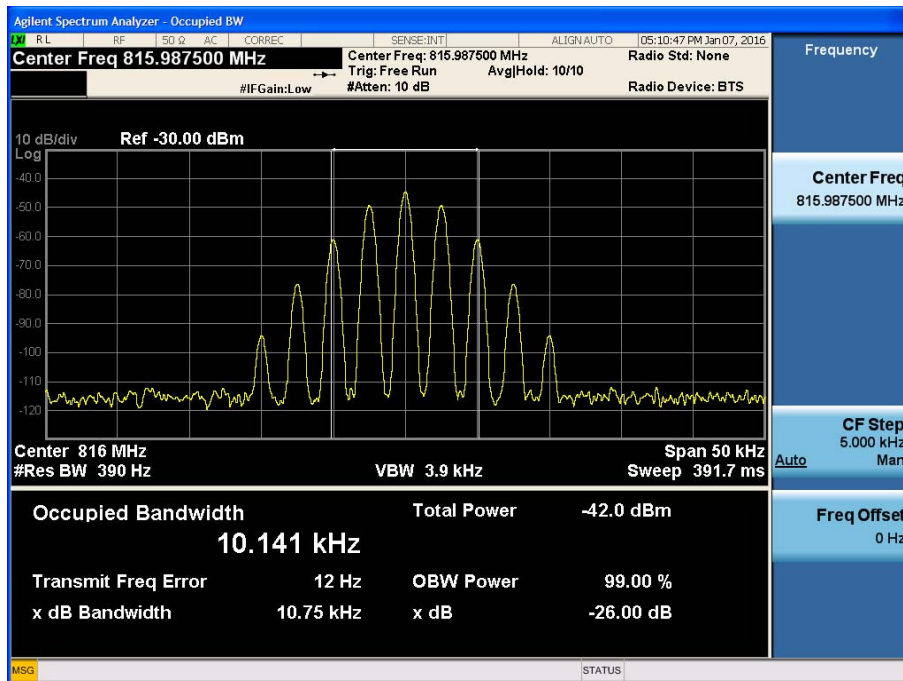 Agilent Spectrum Analyzer - Occupied BW
LXI RL RF 50 Ω AC CORREC SENSE:INT ALIGN AUTO 05:10:47 PM Jan 07, 2016
Center Freq 815.987500 MHz
Center Freq: 815.987500 MHz Radio Std: None
Trig: Free Run Avg|Hold: 10/10
#IFGain:Low #Atten: 10 dB Radio Device: BTS
10 dB/div Ref -30.00 dBm
Log
-40.0
-50.0
-60.0
-70.0
-80.0
-90.0
-100
-110
-120
Center 816 MHz Span 50 kHz
#Res BW 390 Hz VBW 3.9 kHz Sweep 391.7 ms
Occupied Bandwidth Total Power -42.0 dBm
10.141 kHz
Transmit Freq Error 12 Hz OBW Power 99.00 %
x dB Bandwidth 10.75 kHz x dB -26.00 dB
MSG STATUS
Frequency
Center Freq
815.987500 MHz
CF Step
5.000 kHz
Auto Man
Freq Offset
0 Hz